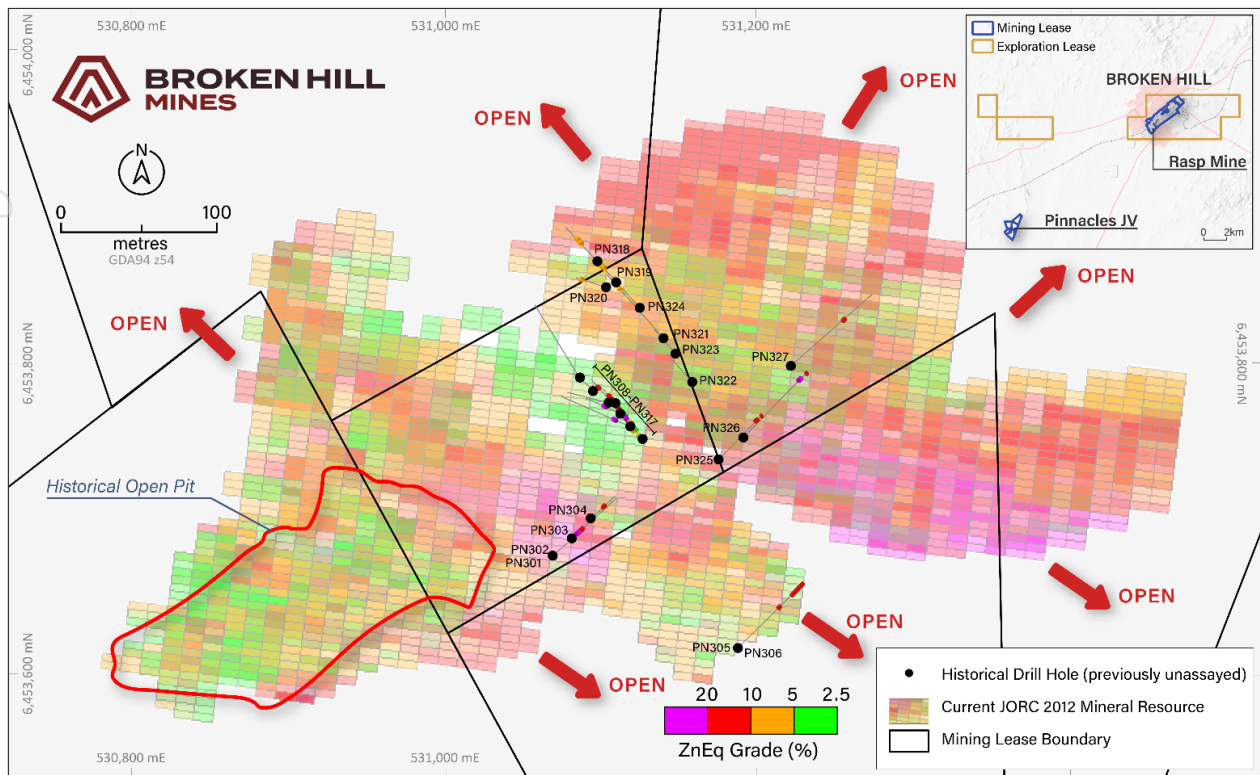 530,800 mE
531,000 mE
531,200 mE
6,454,000 mN
BROKEN HILL
MINES
N
0 100
metres
GDA94 z54
Mining Lease
Exploration Lease
BROKEN HILL
Rasp Mine
Pinnacles JV
0 2km
OPEN
OPEN
OPEN
OPEN
6,453,800 mN
6,453,800 mN
PN318
PN319
PN320
PN324
PN321
PN323
PN322
PN327
PN308-PN317
PN326
PN325
Historical Open Pit
PN304
PN303
PN302
PN301
OPEN
OPEN
PN305
PN306
OPEN
6,453,600 mN
20 10 5 2.5
ZnEq Grade (%)
Historical Drill Hole (previously unassayed)
Current JORC 2012 Mineral Resource
Mining Lease Boundary
530,800 mE
531,000 mE
531,200 mE